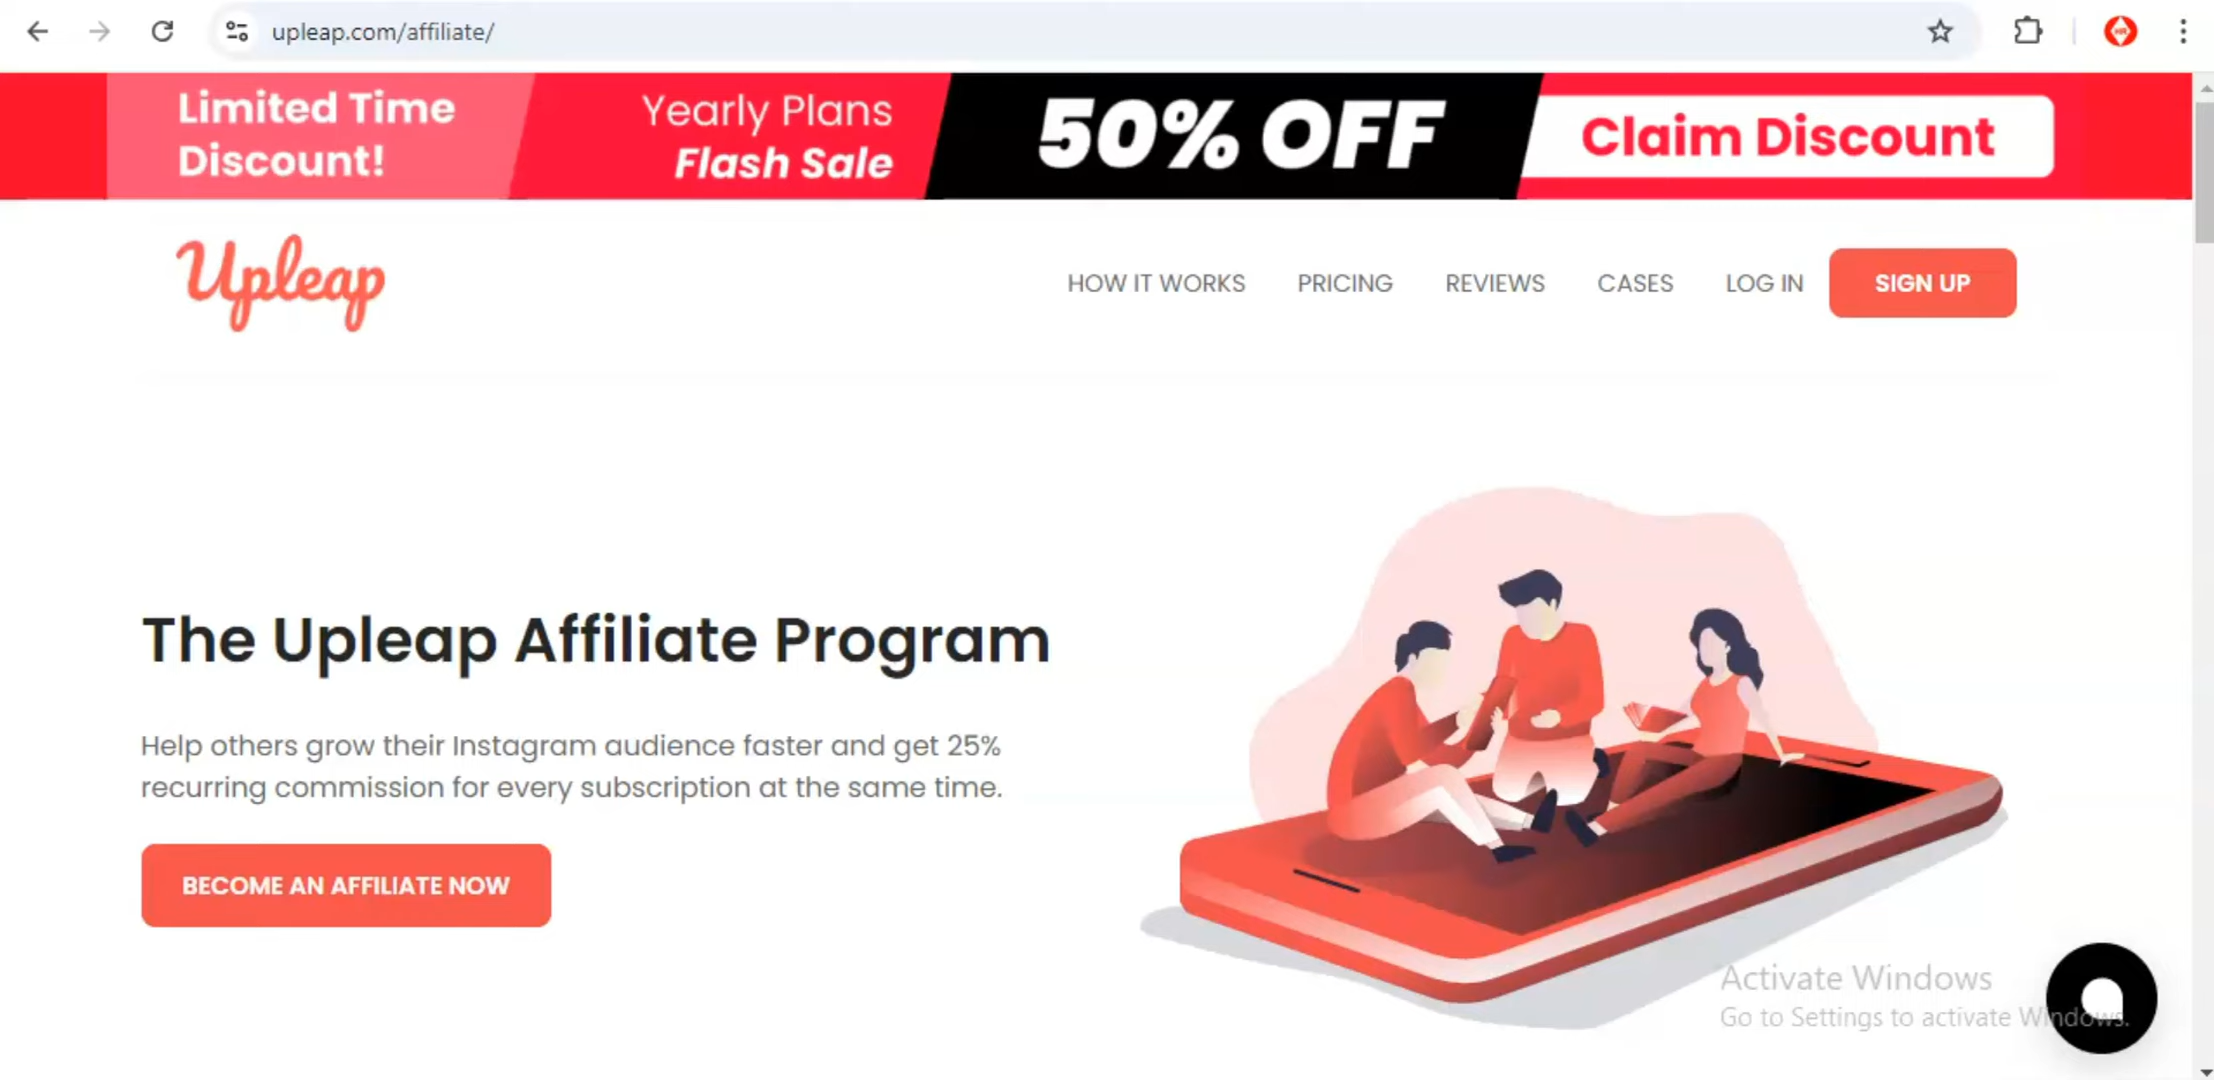 upleap.com/affiliate/
Limited Time
Discount!
Yearly Plans
Flash Sale
50% OFF
Claim Discount
Upleap
HOW IT WORKS
PRICING
REVIEWS
CASES
LOG IN
SIGN UP
The Upleap Affiliate Program
Help others grow their Instagram audience faster and get 25%
recurring commission for every subscription at the same time.
BECOME AN AFFILIATE NOW
Activate Windows
Go to Settings to activate Windows.